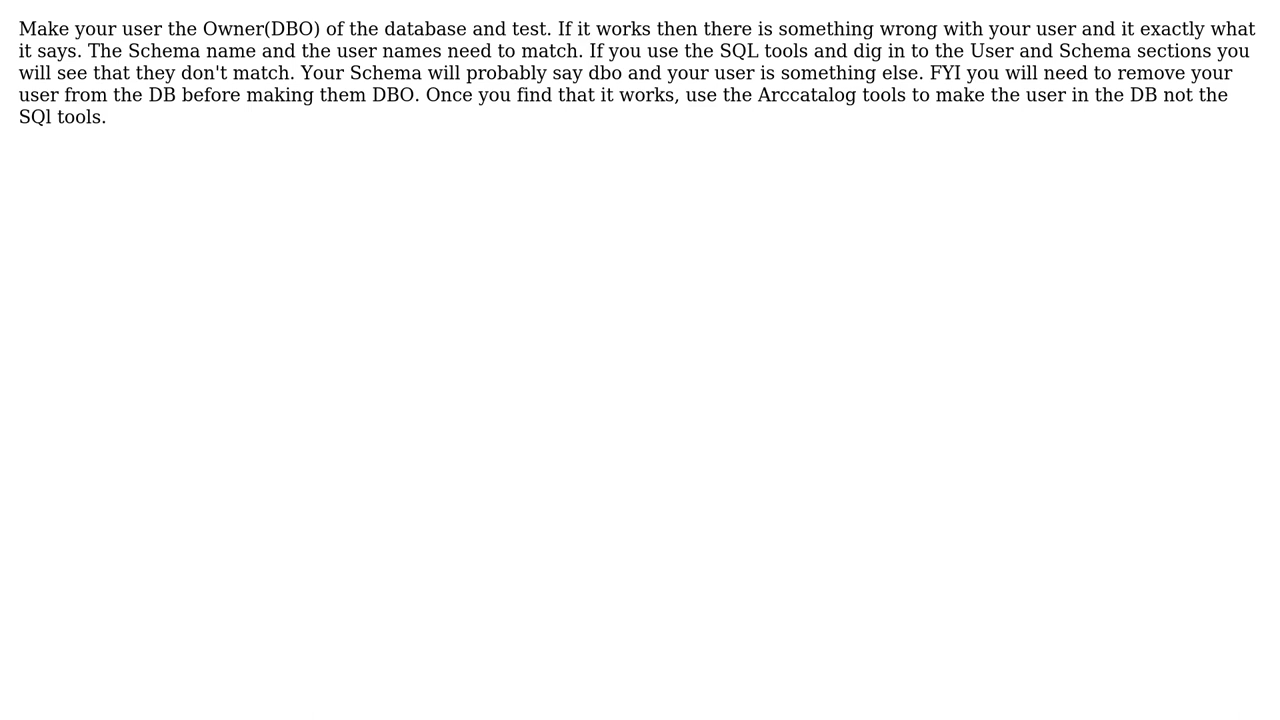 Make your user the Owner(DBO) of the database and test. If it works then there is something wrong with your user and it exactly what
it says. The Schema name and the user names need to match. If you use the SQL tools and dig in to the User and Schema sections you
will see that they don't match. Your Schema will probably say dbo and your user is something else. FYI you will need to remove your
user from the DB before making them DBO. Once you find that it works, use the Arccatalog tools to make the user in the DB not the
SQl tools.